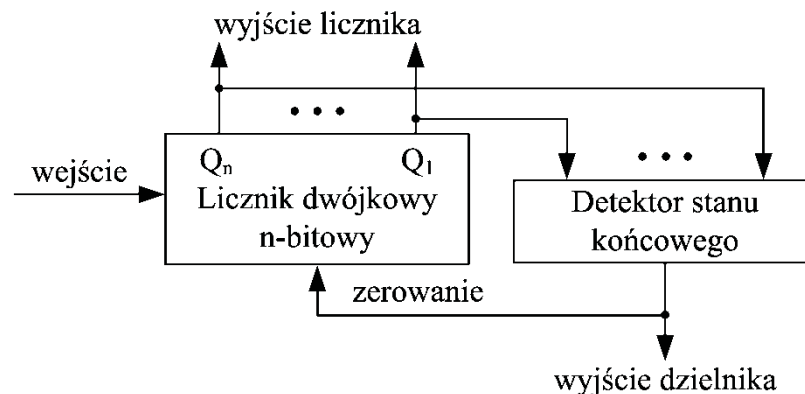 wyjście licznika
• • •
Qₙ Q₁
wejście
Licznik dwójkowy
n-bitowy
• • •
Detektor stanu
końcowego
zerowanie
wyjście dzielnika